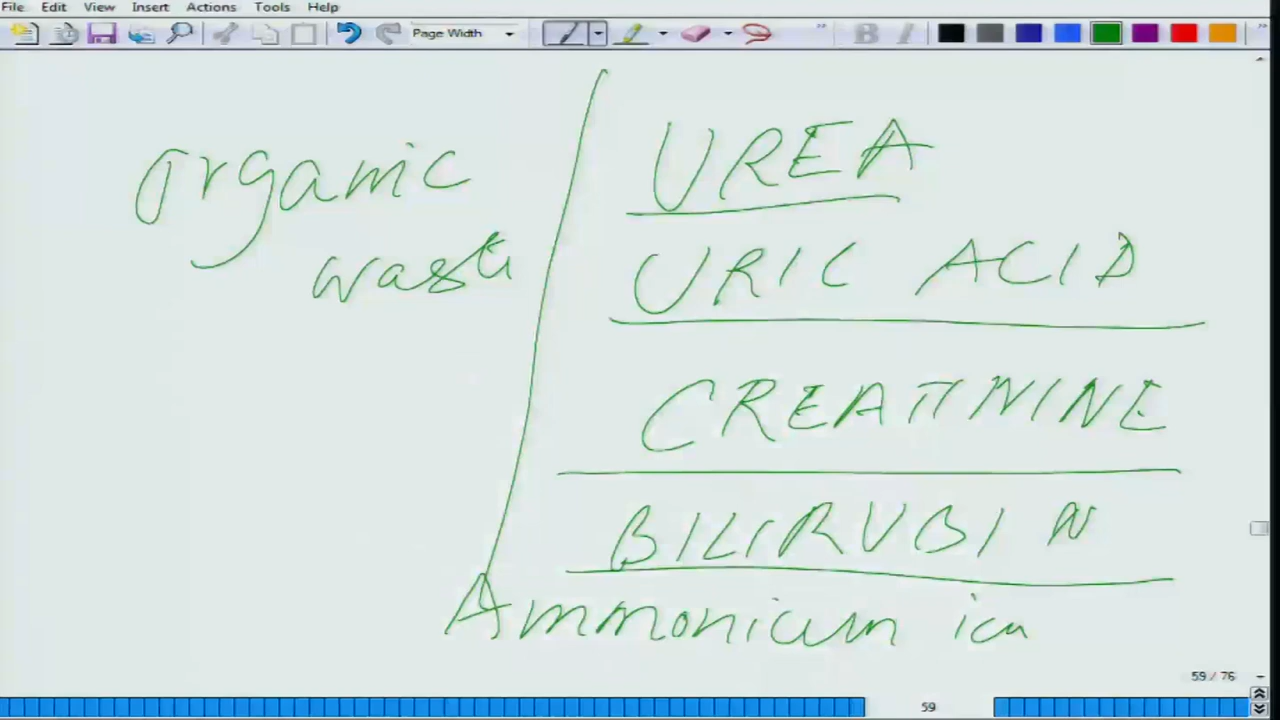 File Edit View Insert Actions Tools Help
Page Width
organic
waste
UREA
URIC ACID
CREATININE
BILIRUBIN
Ammonium ion
59 / 76
59